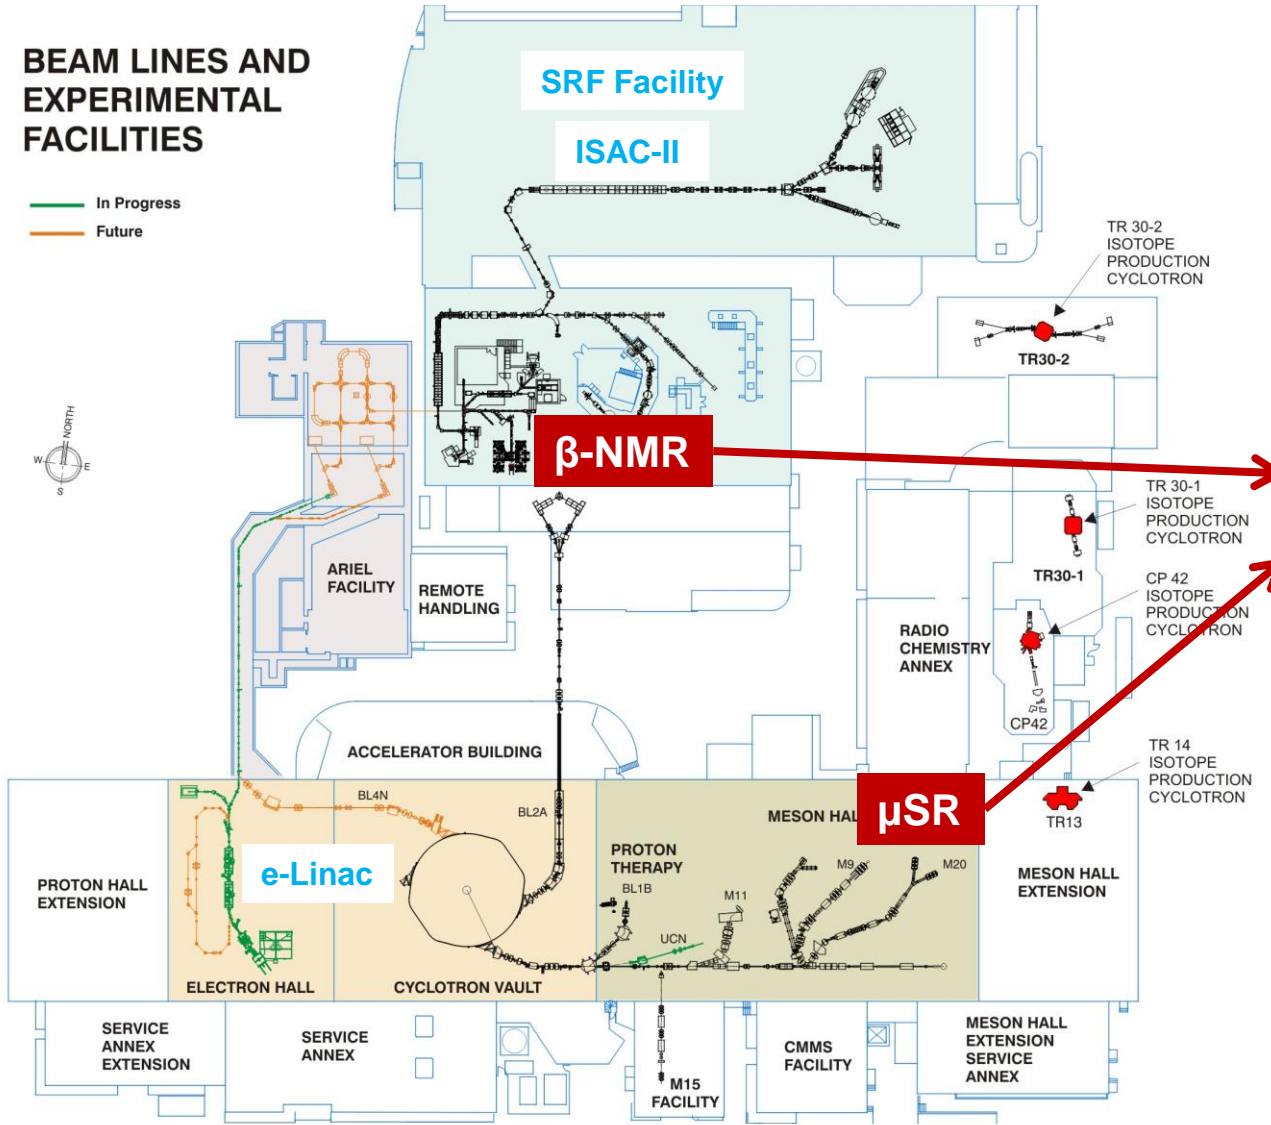 BEAM LINES AND
EXPERIMENTAL
FACILITIES
In Progress
Future
SRF Facility
ISAC-II
TR 30-2
ISOTOPE
PRODUCTION
CYCLOTRON
TR30-2
NORTH
W
E
S
β-NMR
TR 30-1
ISOTOPE
PRODUCTION
CYCLOTRON
TR30-1
ARIEL
FACILITY
REMOTE
HANDLING
CP 42
ISOTOPE
PRODUCTION
CYCLOTRON
RADIO
CHEMISTRY
ANNEX
CP42
ACCELERATOR BUILDING
TR 14
ISOTOPE
PRODUCTION
CYCLOTRON
TR13
BL4N
BL2A
MESON HAL
µSR
e-Linac
PROTON
THERAPY
BL1B
M11
M9
M20
UCN
PROTON HALL
EXTENSION
MESON HALL
EXTENSION
ELECTRON HALL
CYCLOTRON VAULT
SERVICE
ANNEX
EXTENSION
SERVICE
ANNEX
M15
FACILITY
CMMS
FACILITY
MESON HALL
EXTENSION
SERVICE
ANNEX